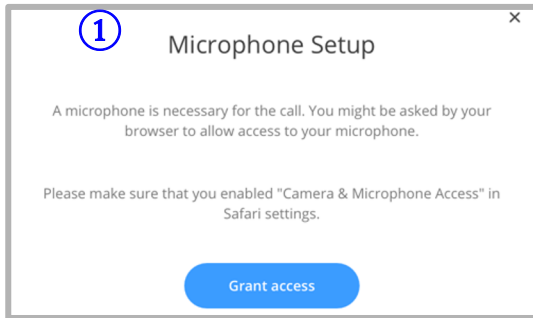 ①
×
Microphone Setup
A microphone is necessary for the call. You might be asked by your
browser to allow access to your microphone.
Please make sure that you enabled "Camera & Microphone Access" in
Safari settings.
Grant access